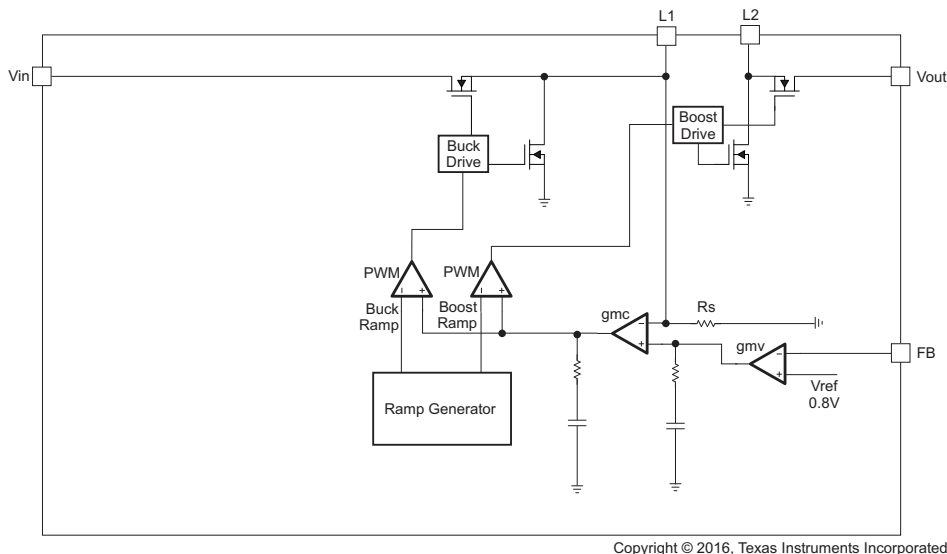 L1
L2
Vin
Vout
Buck
Drive
Boost
Drive
PWM
PWM
Buck
Ramp
Boost
Ramp
gmc
Rs
gmv
FB
Vref
0.8V
Ramp Generator
Copyright © 2016, Texas Instruments Incorporated